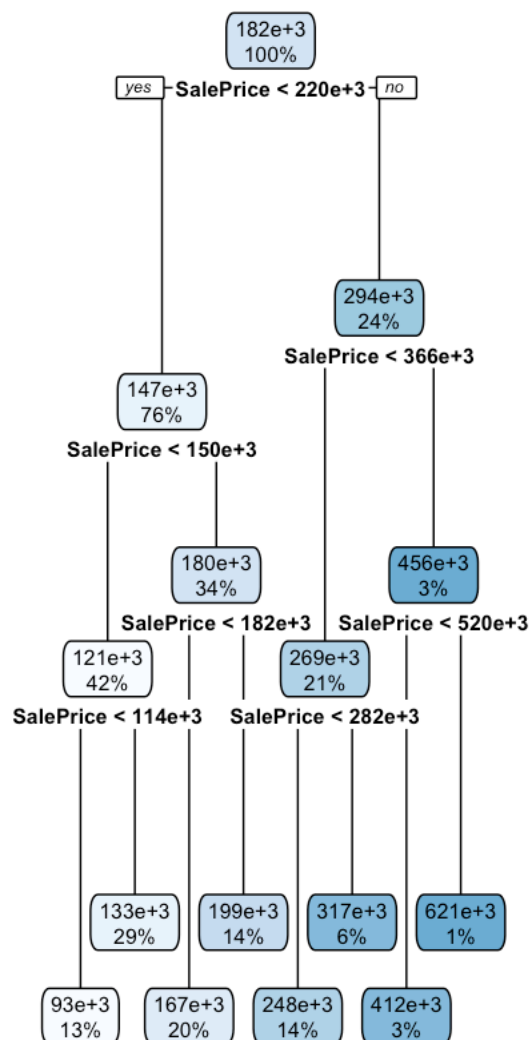 182e+3
100%
yes SalePrice < 220e+3 no
294e+3
24%
SalePrice < 366e+3
147e+3
76%
SalePrice < 150e+3
180e+3
34%
456e+3
3%
SalePrice < 182e+3
SalePrice < 520e+3
121e+3
42%
269e+3
21%
SalePrice < 114e+3
SalePrice < 282e+3
133e+3
29%
199e+3
14%
317e+3
6%
621e+3
1%
93e+3
13%
167e+3
20%
248e+3
14%
412e+3
3%